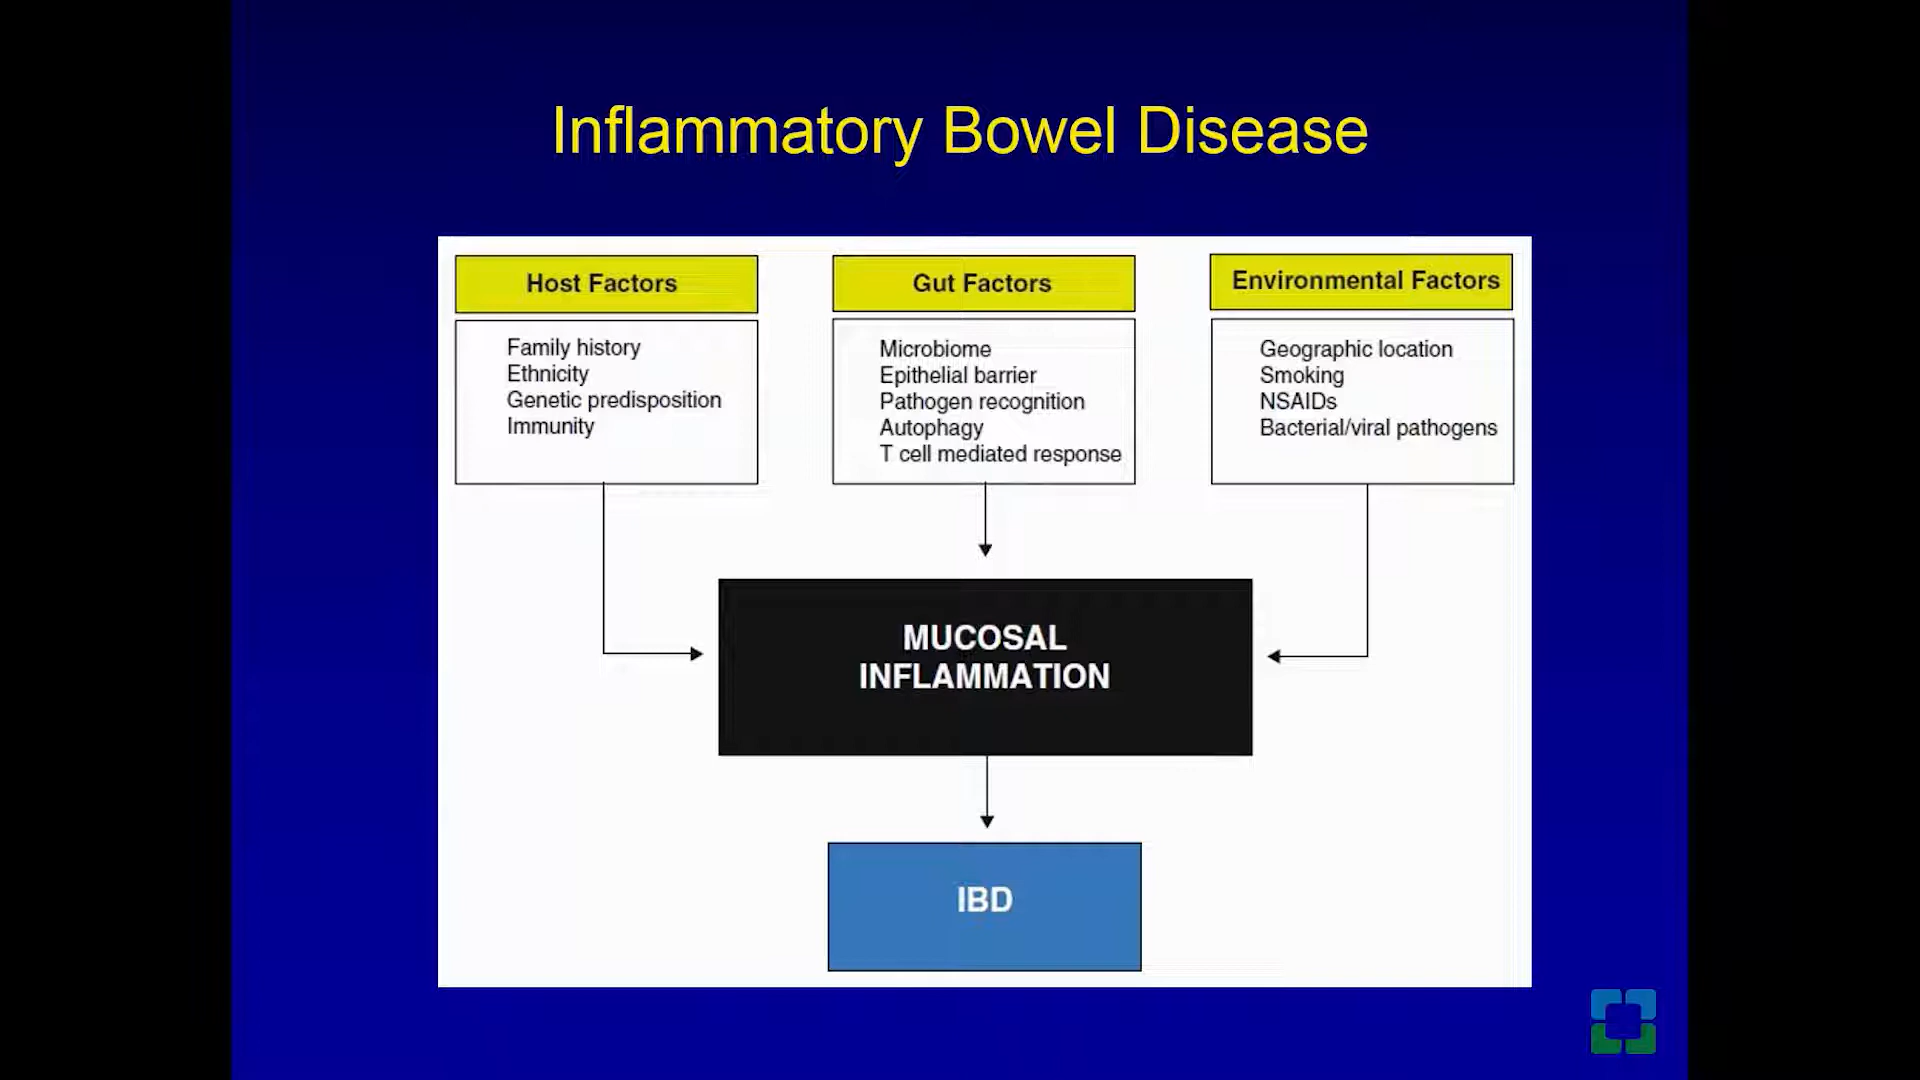 Inflammatory Bowel Disease
Host Factors
Family history
Ethnicity
Genetic predisposition
Immunity
Gut Factors
Microbiome
Epithelial barrier
Pathogen recognition
Autophagy
T cell mediated response
Environmental Factors
Geographic location
Smoking
NSAIDs
Bacterial/viral pathogens
MUCOSAL
INFLAMMATION
IBD